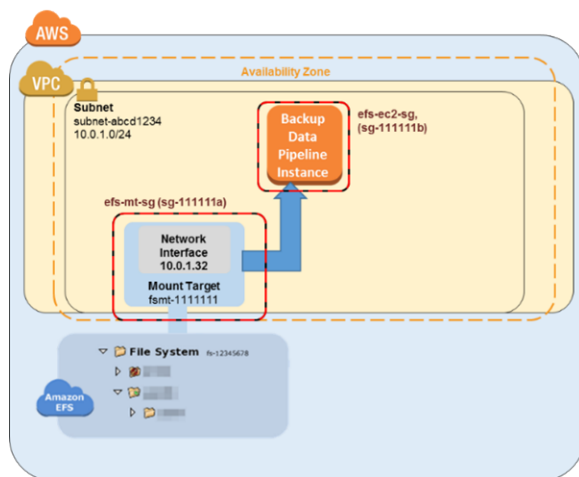 AWS
VPC
Availability Zone
Subnet
subnet-abcd1234
10.0.1.0/24
Backup
Data
Pipeline
Instance
efs-ec2-sg,
(sg-111111b)
efs-mt-sg (sg-111111a)
Network
Interface
10.0.1.32
Mount Target
fsmt-1111111
File System fs-12345678
Amazon
EFS